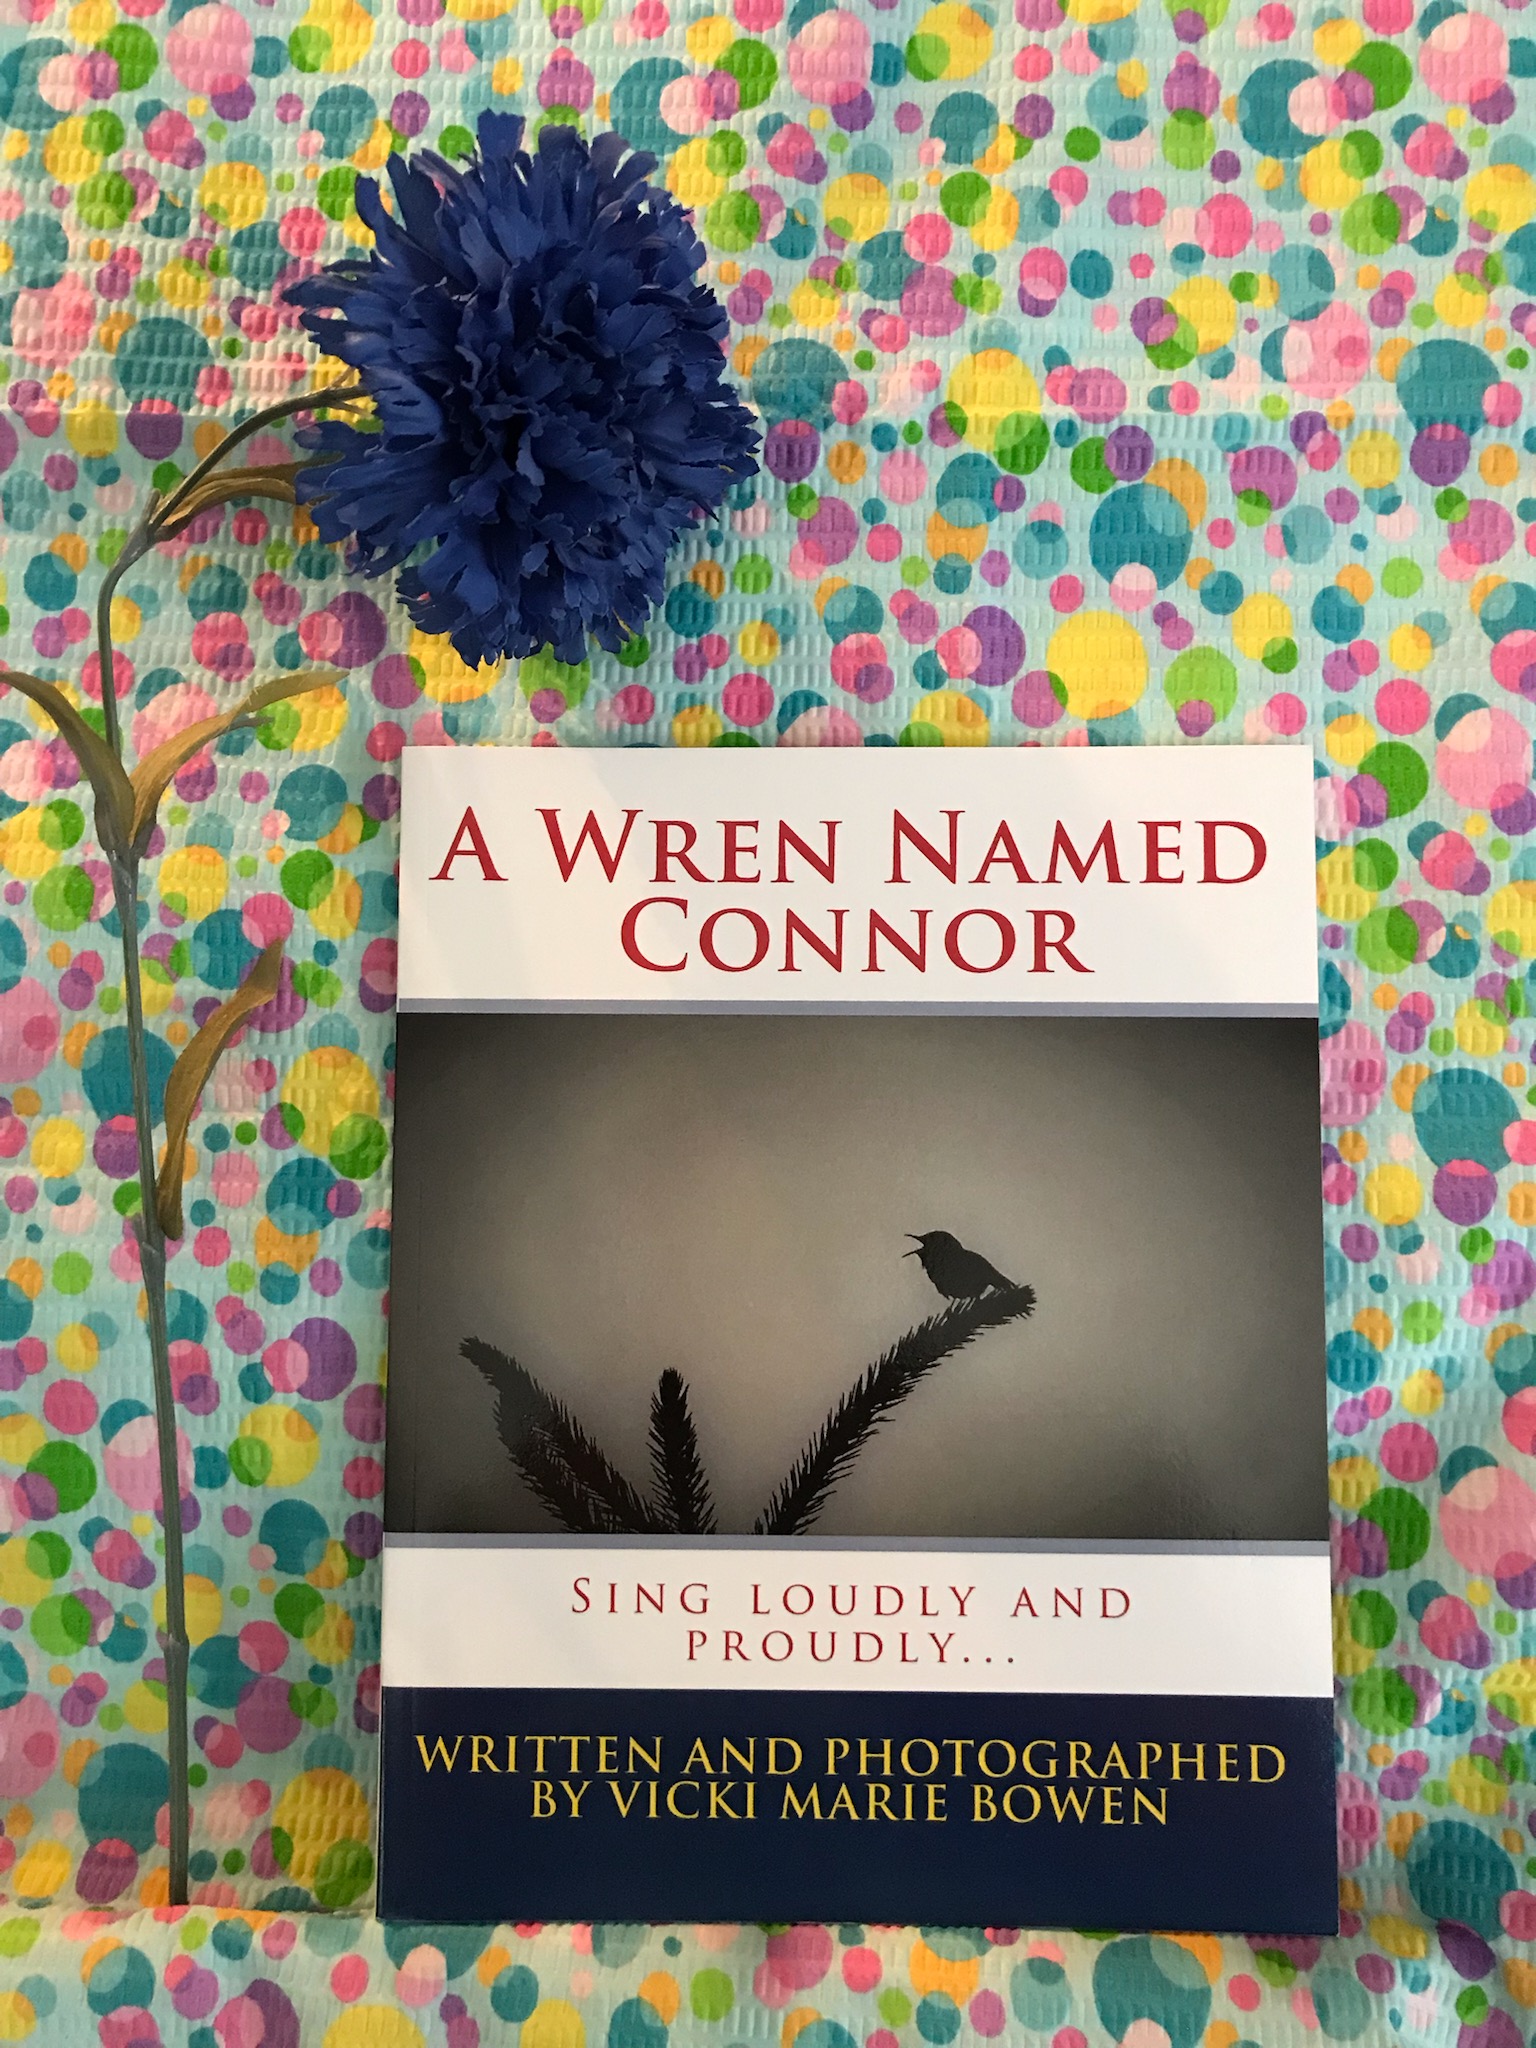 A WREN NAMED
CONNOR
SING LOUDLY AND
PROUDLY...
WRITTEN AND PHOTOGRAPHED
BY VICKI MARIE BOWEN